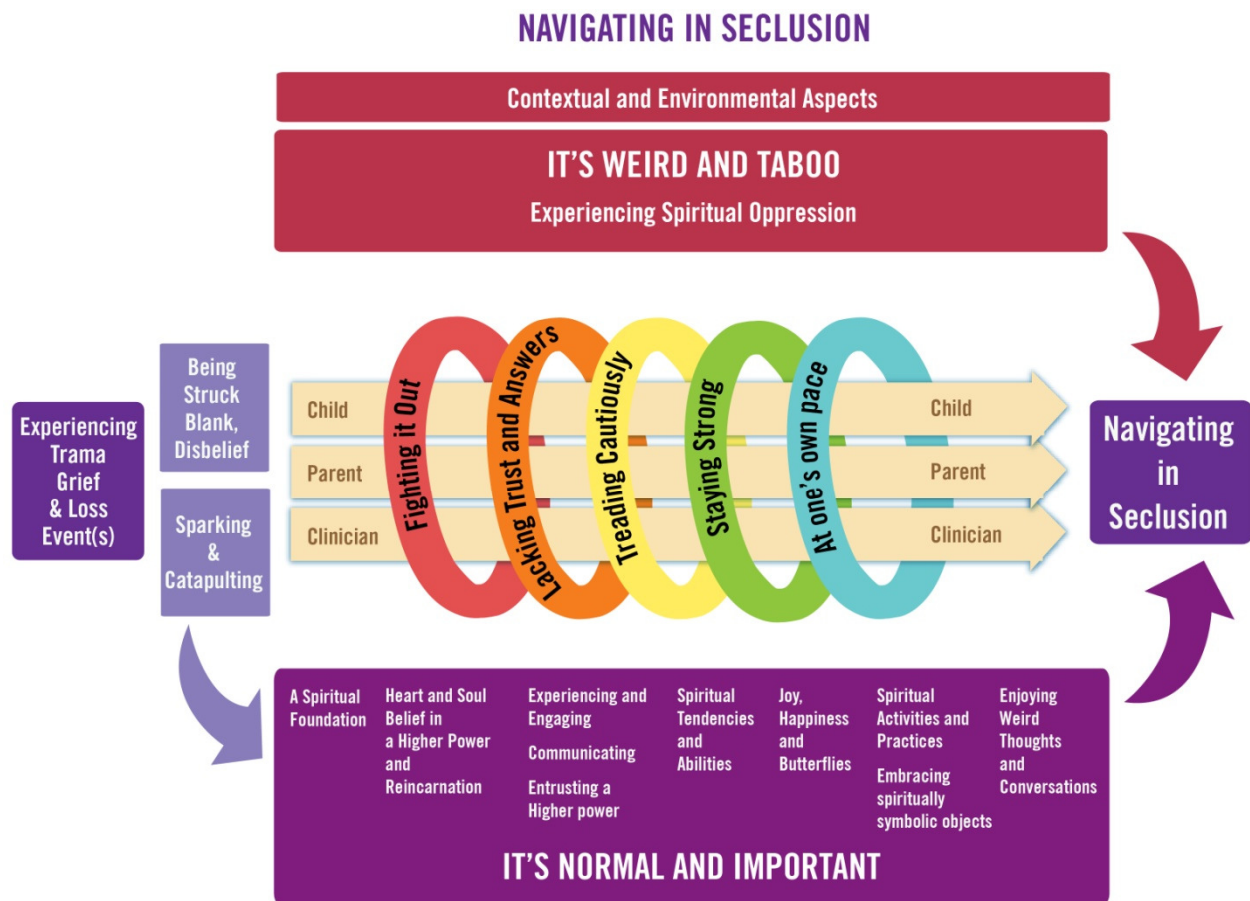 NAVIGATING IN SECLUSION
Contextual and Environmental Aspects
IT'S WEIRD AND TABOO
Experiencing Spiritual Oppression
Experiencing
Trama
Grief
& Loss
Event(s)
Being
Struck
Blank,
Disbelief
Sparking
&
Catapulting
Child
Parent
Clinician
Fighting it Out
Lacking Trust and Answers
Treading Cautiously
Staying Strong
At one's own pace
Child
Parent
Clinician
Navigating
in
Seclusion
A Spiritual
Foundation
Heart and Soul
Belief in
a Higher Power
and
Reincarnation
Experiencing and
Engaging
Communicating
Entrusting a
Higher power
Spiritual
Tendencies
and
Abilities
Joy,
Happiness
and
Butterflies
Spiritual
Activities and
Practices
Embracing
spiritually
symbolic objects
Enjoying
Weird
Thoughts
and
Conversations
IT'S NORMAL AND IMPORTANT